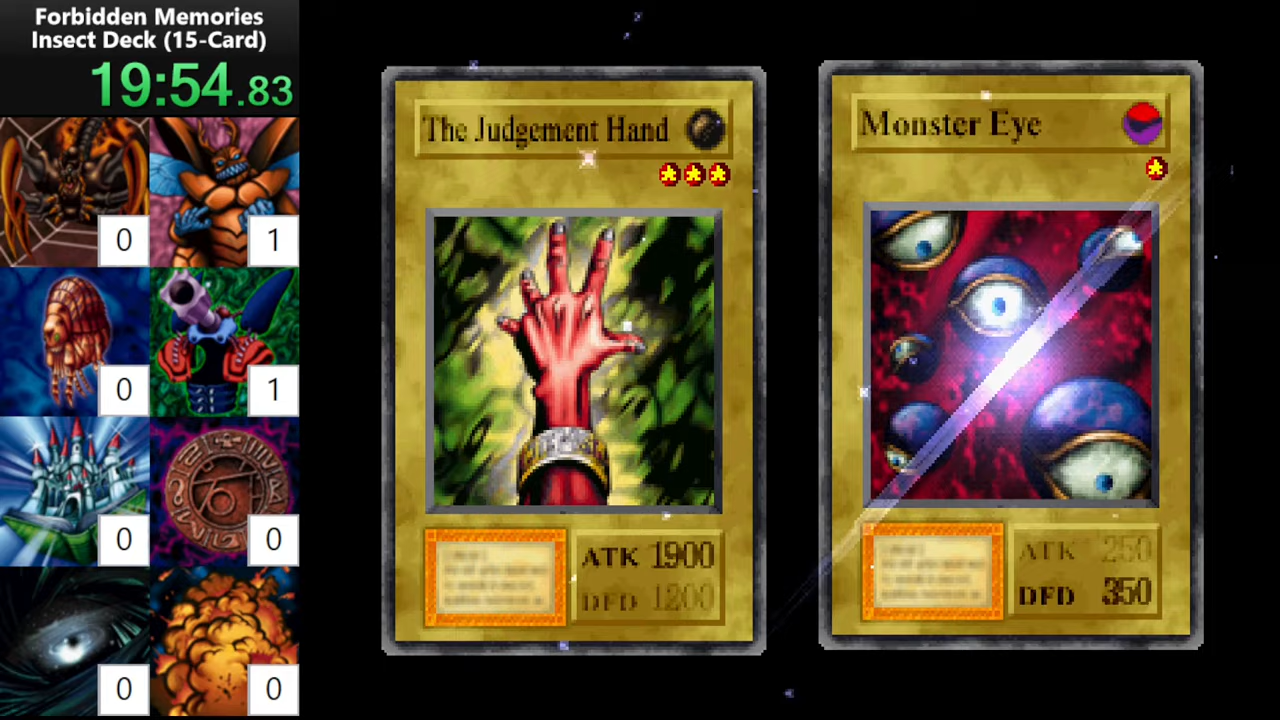 Forbidden Memories
Insect Deck (15-Card)
19:54.83
0
1
0
1
0
0
0
0
The Judgement Hand
ATK 1900
DFD 1200
Monster Eye
ATK 250
DFD 350